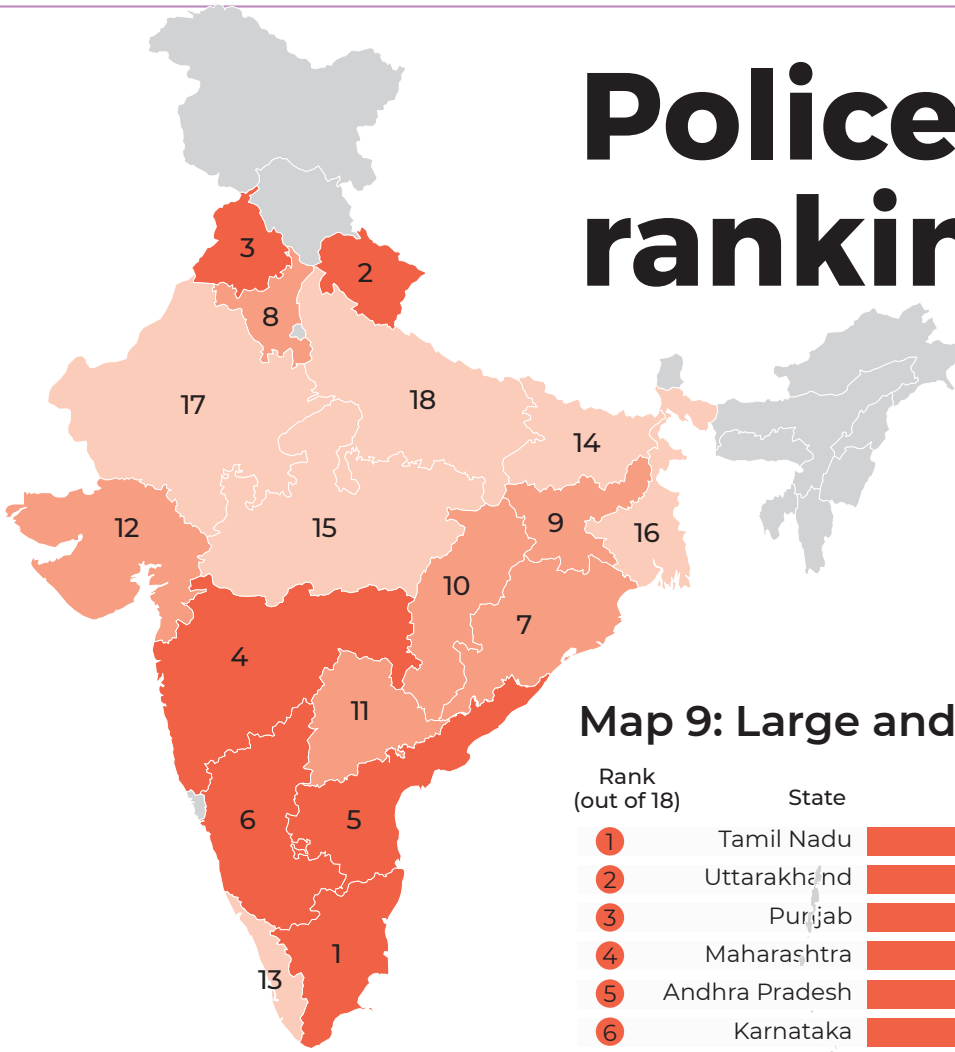 Police
rankin
3
2
8
17
18
14
12
15
9
16
10
7
4
11
6
5
1
13
Map 9: Large and
Rank
(out of 18)
State
1 Tamil Nadu
2 Uttarakhand
3 Punjab
4 Maharashtra
5 Andhra Pradesh
6 Karnataka